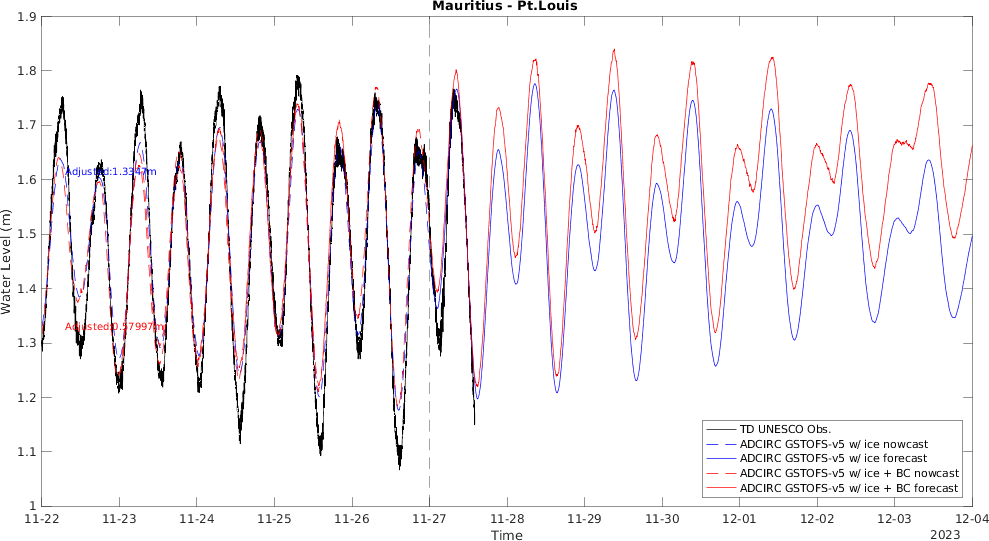 Mauritius - Pt.Louis
1.9
1.8
1.7
1.6
1.5
1.4
1.3
1.2
1.1
1
Water Level (m)
Adjusted:1.3347m
Adjusted:0.57997m
TD UNESCO Obs.
ADCIRC GSTOFS-v5 w/ ice nowcast
ADCIRC GSTOFS-v5 w/ ice forecast
ADCIRC GSTOFS-v5 w/ ice + BC nowcast
ADCIRC GSTOFS-v5 w/ ice + BC forecast
11-22 11-23 11-24 11-25 11-26 11-27 11-28 11-29 11-30 12-01 12-02 12-03 12-04
Time
2023